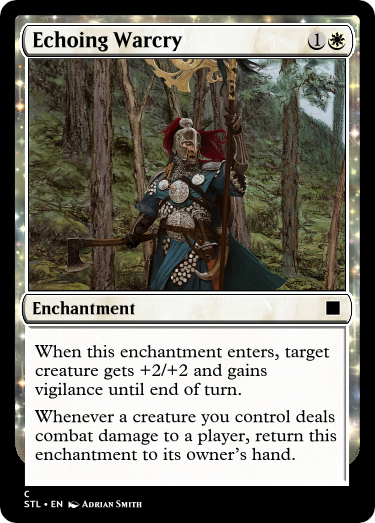 Echoing Warcry 1
Enchantment
When this enchantment enters, target
creature gets +2/+2 and gains
vigilance until end of turn.
Whenever a creature you control deals
combat damage to a player, return this
enchantment to its owner's hand.
C
STL • EN Adrian Smith